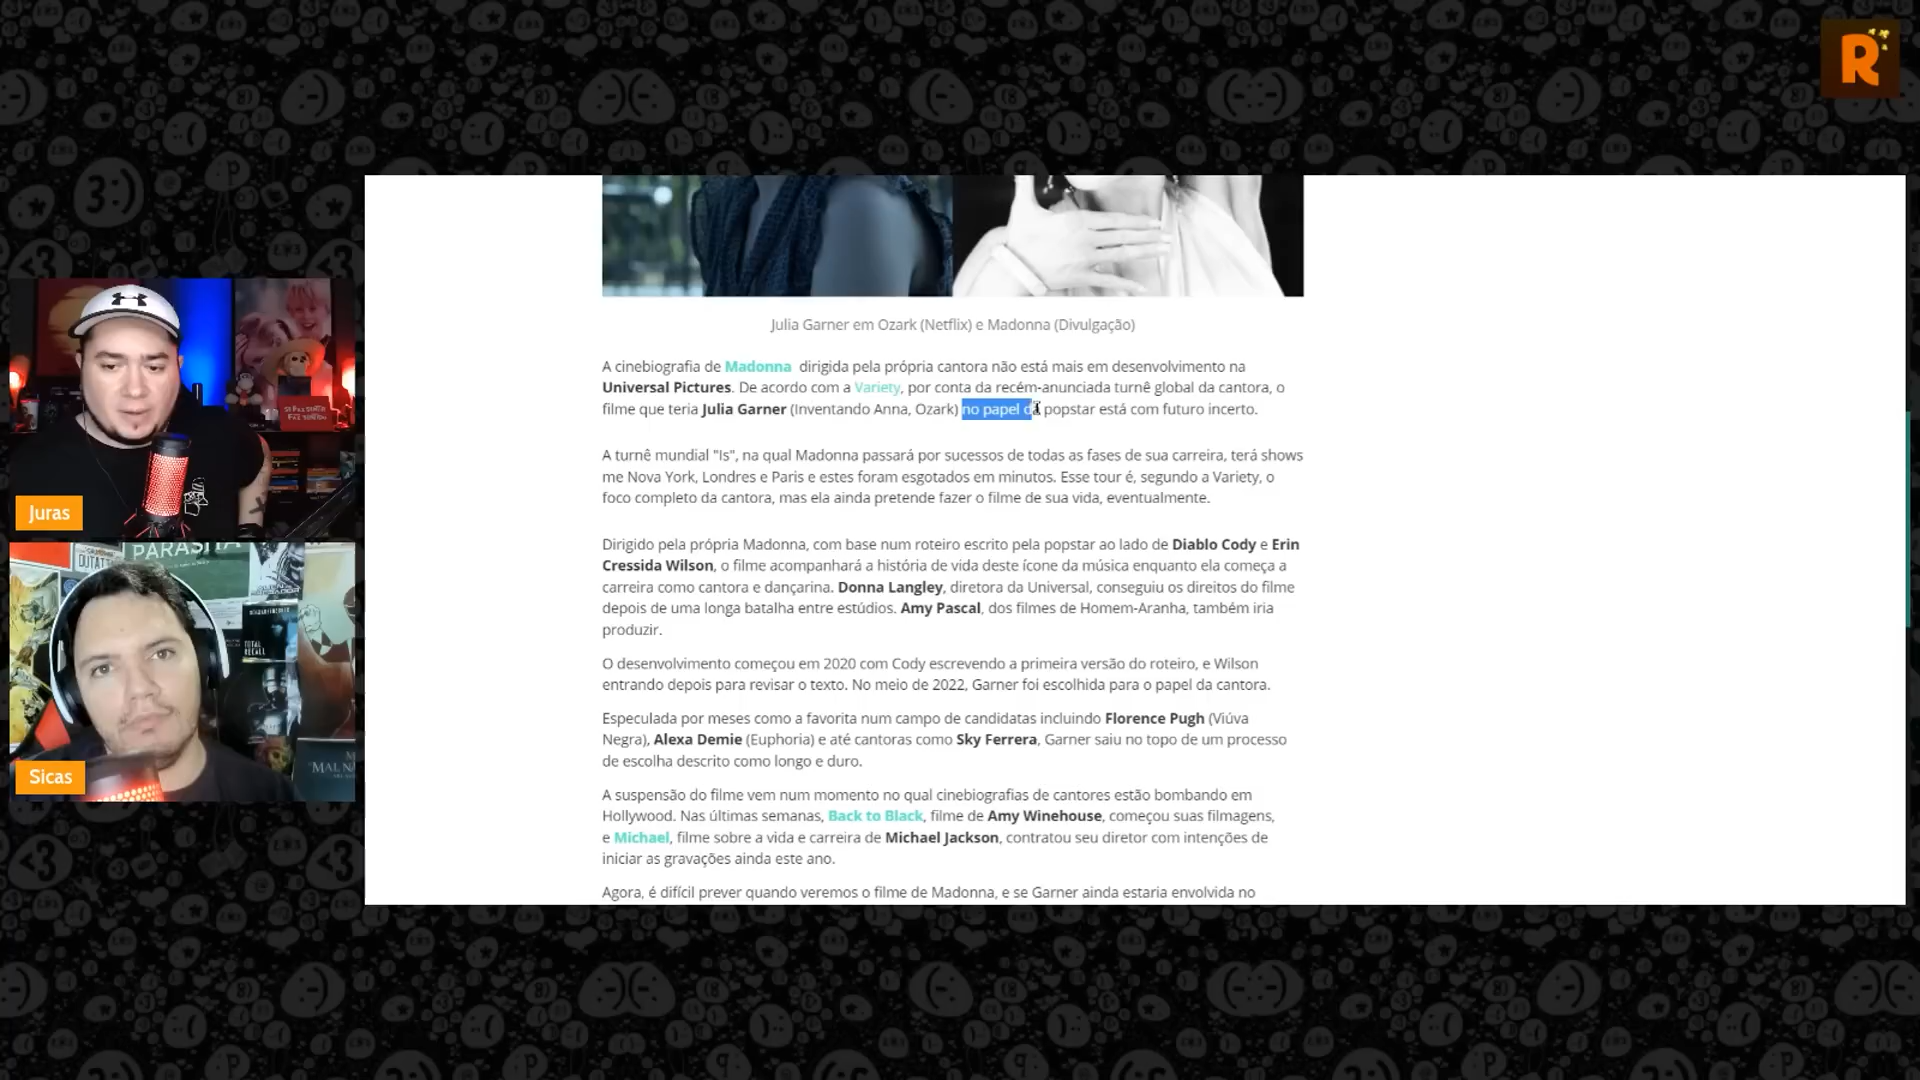 R
Juras
PARASITA
TOTAL
RECALL
Sicas
Julia Garner em Ozark (Netflix) e Madonna (Divulgação)
A cinebiografia de Madonna dirigida pela própria cantora não está mais em desenvolvimento na
Universal Pictures. De acordo com a Variety, por conta da recém-anunciada turnê global da cantora, o
filme que teria Julia Garner (Inventando Anna, Ozark) no papel da popstar está com futuro incerto.
A turnê mundial "Is", na qual Madonna passará por sucessos de todas as fases de sua carreira, terá shows
me Nova York, Londres e Paris e estes foram esgotados em minutos. Esse tour é, segundo a Variety, o
foco completo da cantora, mas ela ainda pretende fazer o filme de sua vida, eventualmente.
Dirigido pela própria Madonna, com base num roteiro escrito pela popstar ao lado de Diablo Cody e Erin
Cressida Wilson, o filme acompanhará a história de vida deste ícone da música enquanto ela começa a
carreira como cantora e dançarina. Donna Langley, diretora da Universal, conseguiu os direitos do filme
depois de uma longa batalha entre estúdios. Amy Pascal, dos filmes de Homem-Aranha, também iria
produzir.
O desenvolvimento começou em 2020 com Cody escrevendo a primeira versão do roteiro, e Wilson
entrando depois para revisar o texto. No meio de 2022, Garner foi escolhida para o papel da cantora.
Especulada por meses como a favorita num campo de candidatas incluindo Florence Pugh (Viúva
Negra), Alexa Demie (Euphoria) e até cantoras como Sky Ferrera, Garner saiu no topo de um processo
de escolha descrito como longo e duro.
A suspensão do filme vem num momento no qual cinebiografias de cantores estão bombando em
Hollywood. Nas últimas semanas, Back to Black, filme de Amy Winehouse, começou suas filmagens,
e Michael, filme sobre a vida e carreira de Michael Jackson, contratou seu diretor com intenções de
iniciar as gravações ainda este ano.
Agora, é difícil prever quando veremos o filme de Madonna, e se Garner ainda estaria envolvida no